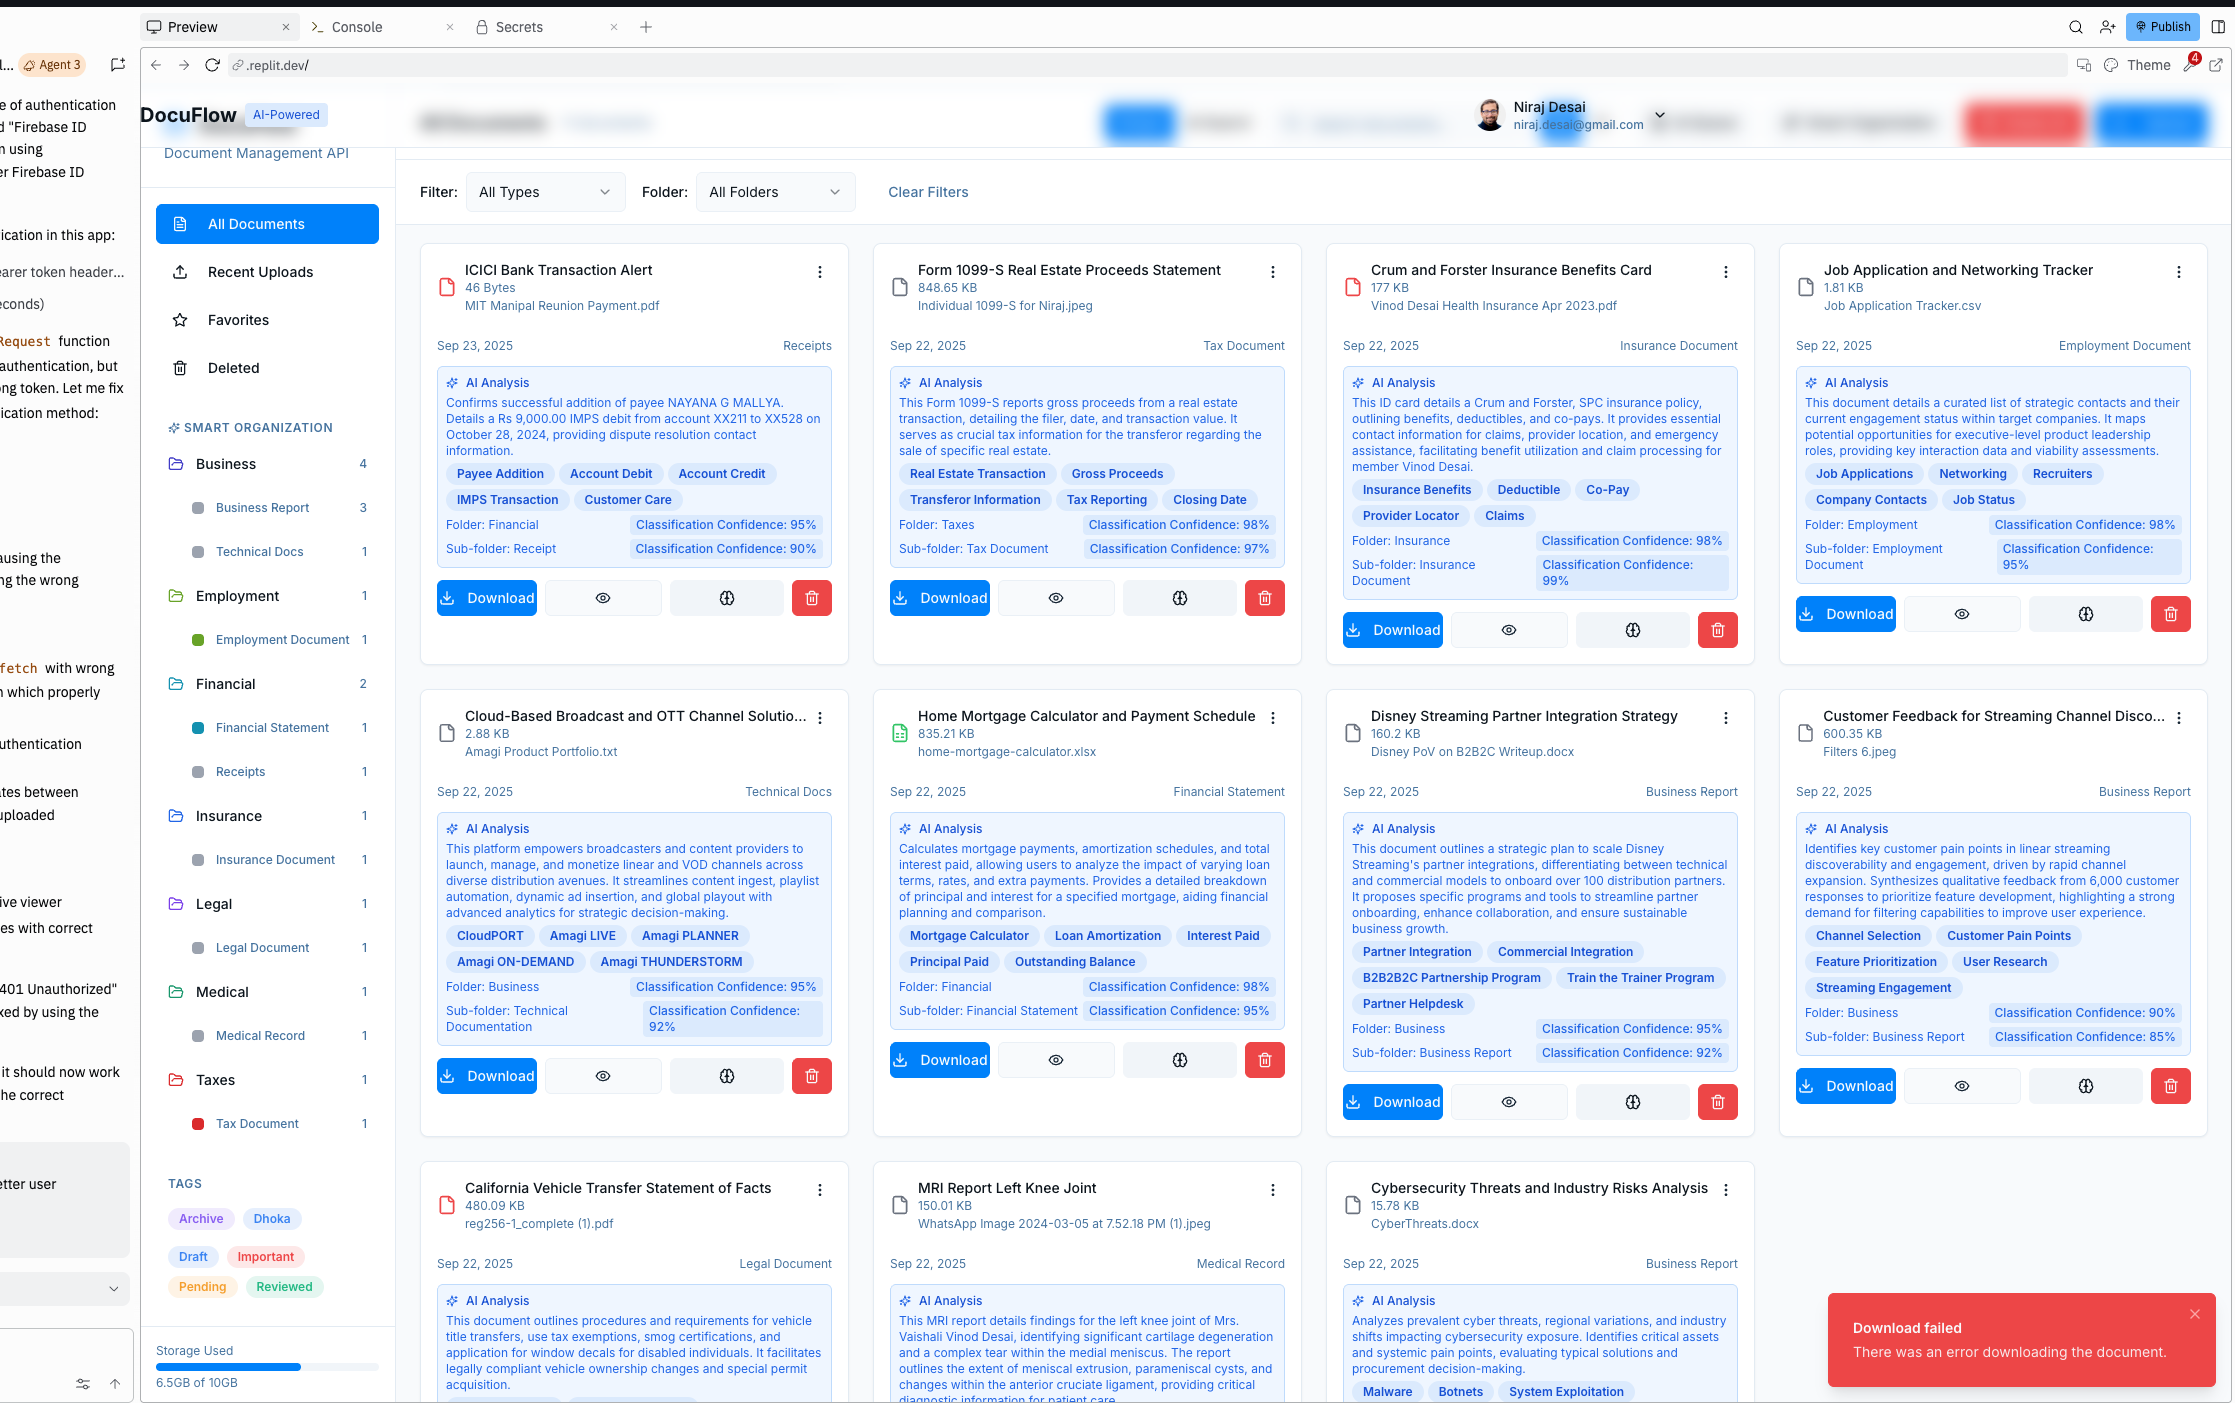 Preview
Console
Secrets
Publish
l... Agent 3
.replit.dev/
Theme
4
e of authentication
d "Firebase ID
n using
er Firebase ID
ication in this app:
earer token header...
econds)
Request function
authentication, but
ong token. Let me fix
ication method:
ausing the
ng the wrong
fetch with wrong
n which properly
uthentication
ates between
uploaded
ive viewer
es with correct
401 Unauthorized"
xed by using the
it should now work
he correct
etter user
DocuFlow
AI-Powered
Niraj Desai
niraj.desai@gmail.com
Document Management API
All Documents
Recent Uploads
Favorites
Deleted
SMART ORGANIZATION
Business 4
Business Report 3
Technical Docs 1
Employment 1
Employment Document 1
Financial 2
Financial Statement 1
Receipts 1
Insurance 1
Insurance Document 1
Legal 1
Legal Document 1
Medical 1
Medical Record 1
Taxes 1
Tax Document 1
TAGS
Archive Dhoka
Draft Important
Pending Reviewed
Storage Used
6.5GB of 10GB
Filter: All Types Folder: All Folders Clear Filters
ICICI Bank Transaction Alert
46 Bytes
MIT Manipal Reunion Payment.pdf
Sep 23, 2025 Receipts
AI Analysis
Confirms successful addition of payee NAYANA G MALLYA.
Details a Rs 9,000.00 IMPS debit from account XX211 to XX528 on
October 28, 2024, providing dispute resolution contact
information.
Payee Addition Account Debit Account Credit
IMPS Transaction Customer Care
Folder: Financial Classification Confidence: 95%
Sub-folder: Receipt Classification Confidence: 90%
Download
Form 1099-S Real Estate Proceeds Statement
848.65 KB
Individual 1099-S for Niraj.jpeg
Sep 22, 2025 Tax Document
AI Analysis
This Form 1099-S reports gross proceeds from a real estate
transaction, detailing the filer, date, and transaction value. It
serves as crucial tax information for the transferor regarding the
sale of specific real estate.
Real Estate Transaction Gross Proceeds
Transferor Information Tax Reporting Closing Date
Folder: Taxes Classification Confidence: 98%
Sub-folder: Tax Document Classification Confidence: 97%
Download
Crum and Forster Insurance Benefits Card
177 KB
Vinod Desai Health Insurance Apr 2023.pdf
Sep 22, 2025 Insurance Document
AI Analysis
This ID card details a Crum and Forster, SPC insurance policy,
outlining benefits, deductibles, and co-pays. It provides essential
contact information for claims, provider location, and emergency
assistance, facilitating benefit utilization and claim processing for
member Vinod Desai.
Insurance Benefits Deductible Co-Pay
Provider Locator Claims
Folder: Insurance Classification Confidence: 98%
Sub-folder: Insurance Document Classification Confidence: 99%
Download
Job Application and Networking Tracker
1.81 KB
Job Application Tracker.csv
Sep 22, 2025 Employment Document
AI Analysis
This document details a curated list of strategic contacts and their
current engagement status within target companies. It maps
potential opportunities for executive-level product leadership
roles, providing key interaction data and viability assessments.
Job Applications Networking Recruiters
Company Contacts Job Status
Folder: Employment Classification Confidence: 98%
Sub-folder: Employment Document Classification Confidence: 95%
Download
Cloud-Based Broadcast and OTT Channel Solutio...
2.88 KB
Amagi Product Portfolio.txt
Sep 22, 2025 Technical Docs
AI Analysis
This platform empowers broadcasters and content providers to
launch, manage, and monetize linear and VOD channels across
diverse distribution avenues. It streamlines content ingest, playlist
automation, dynamic ad insertion, and global playout with
advanced analytics for strategic decision-making.
CloudPORT Amagi LIVE Amagi PLANNER
Amagi ON-DEMAND Amagi THUNDERSTORM
Folder: Business Classification Confidence: 95%
Sub-folder: Technical Documentation Classification Confidence: 92%
Download
Home Mortgage Calculator and Payment Schedule
835.21 KB
home-mortgage-calculator.xlsx
Sep 22, 2025 Financial Statement
AI Analysis
Calculates mortgage payments, amortization schedules, and total
interest paid, allowing users to analyze the impact of varying loan
terms, rates, and extra payments. Provides a detailed breakdown
of principal and interest for a specified mortgage, aiding financial
planning and comparison.
Mortgage Calculator Loan Amortization Interest Paid
Principal Paid Outstanding Balance
Folder: Financial Classification Confidence: 98%
Sub-folder: Financial Statement Classification Confidence: 95%
Download
Disney Streaming Partner Integration Strategy
160.2 KB
Disney PoV on B2B2C Writeup.docx
Sep 22, 2025 Business Report
AI Analysis
This document outlines a strategic plan to scale Disney
Streaming's partner integrations, differentiating between technical
and commercial models to onboard over 100 distribution partners.
It proposes specific programs and tools to streamline partner
onboarding, enhance collaboration, and ensure sustainable
business growth.
Partner Integration Commercial Integration
B2B2B2C Partnership Program Train the Trainer Program
Partner Helpdesk
Folder: Business Classification Confidence: 95%
Sub-folder: Business Report Classification Confidence: 92%
Download
Customer Feedback for Streaming Channel Disco...
600.35 KB
Filters 6.jpeg
Sep 22, 2025 Business Report
AI Analysis
Identifies key customer pain points in linear streaming
discoverability and engagement, driven by rapid channel
expansion. Synthesizes qualitative feedback from 6,000 customer
responses to prioritize feature development, highlighting a strong
demand for filtering capabilities to improve user experience.
Channel Selection Customer Pain Points
Feature Prioritization User Research
Streaming Engagement
Folder: Business Classification Confidence: 90%
Sub-folder: Business Report Classification Confidence: 85%
Download
California Vehicle Transfer Statement of Facts
480.09 KB
reg256-1_complete (1).pdf
Sep 22, 2025 Legal Document
AI Analysis
This document outlines procedures and requirements for vehicle
title transfers, use tax exemptions, smog certifications, and
application for window decals for disabled individuals. It facilitates
legally compliant vehicle ownership changes and special permit
acquisition.
MRI Report Left Knee Joint
150.01 KB
WhatsApp Image 2024-03-05 at 7.52.18 PM (1).jpeg
Sep 22, 2025 Medical Record
AI Analysis
This MRI report details findings for the left knee joint of Mrs.
Vaishali Vinod Desai, identifying significant cartilage degeneration
and a complex tear within the medial meniscus. The report
outlines the extent of meniscal extrusion, parameniscal cysts, and
changes within the anterior cruciate ligament, providing critical
diagnostic information for patient care.
Cybersecurity Threats and Industry Risks Analysis
15.78 KB
CyberThreats.docx
Sep 22, 2025 Business Report
AI Analysis
Analyzes prevalent cyber threats, regional variations, and industry
shifts impacting cybersecurity exposure. Identifies critical assets
and systemic pain points, evaluating typical solutions and
procurement decision-making.
Malware Botnets System Exploitation
Download failed
There was an error downloading the document.